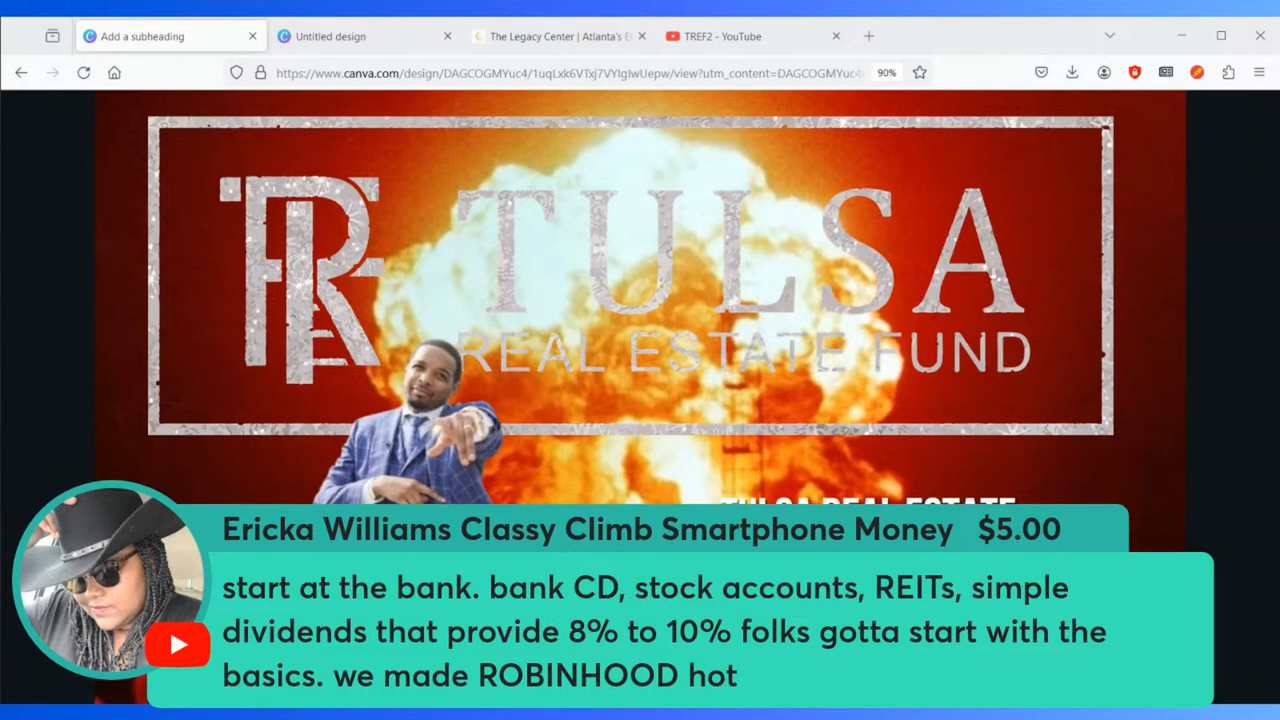 Add a subheading
Untitled design
The Legacy Center | Atlanta's E
TREF2 - YouTube
https://www.canva.com/design/DAGCOGMYuc4/1uqLxk6VTxj7VYIgIwUepw/view?utm_content=DAGCOGMYuc4
90%
TULSA
REAL ESTATE FUND
TULSA REAL ESTATE
Ericka Williams Classy Climb Smartphone Money $5.00
start at the bank. bank CD, stock accounts, REITs, simple
dividends that provide 8% to 10% folks gotta start with the
basics. we made ROBINHOOD hot